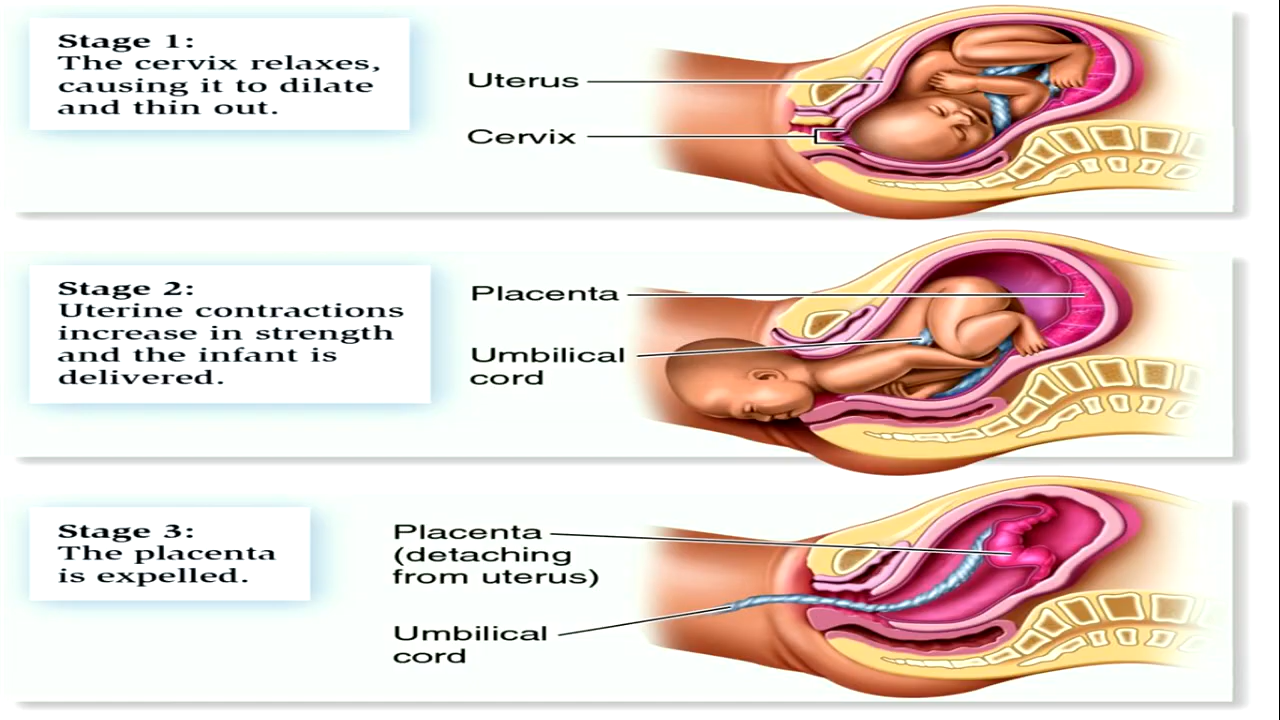 Stage 1:
The cervix relaxes,
causing it to dilate
and thin out.
Uterus
Cervix
Stage 2:
Uterine contractions
increase in strength
and the infant is
delivered.
Placenta
Umbilical
cord
Stage 3:
The placenta
is expelled.
Placenta
(detaching
from uterus)
Umbilical
cord